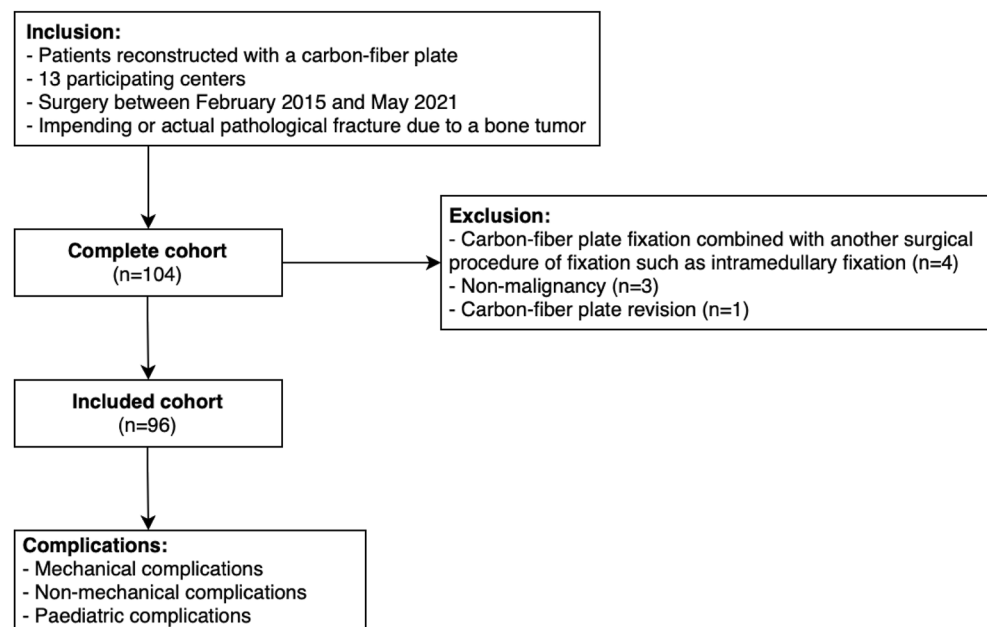 Inclusion:
- Patients reconstructed with a carbon-fiber plate
- 13 participating centers
- Surgery between February 2015 and May 2021
- Impending or actual pathological fracture due to a bone tumor
Complete cohort
(n=104)
Exclusion:
- Carbon-fiber plate fixation combined with another surgical
procedure of fixation such as intramedullary fixation (n=4)
- Non-malignancy (n=3)
- Carbon-fiber plate revision (n=1)
Included cohort
(n=96)
Complications:
- Mechanical complications
- Non-mechanical complications
- Paediatric complications